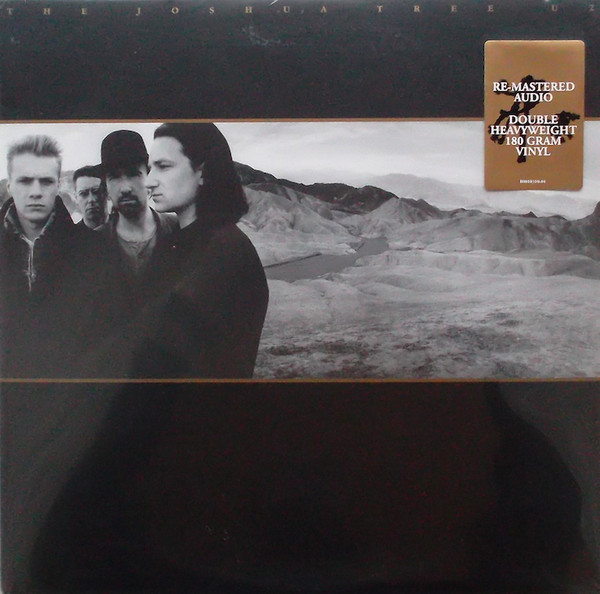 THE JOSHUA TREE U2
RE-MASTERED
AUDIO
DOUBLE
HEAVYWEIGHT
180 GRAM
VINYL